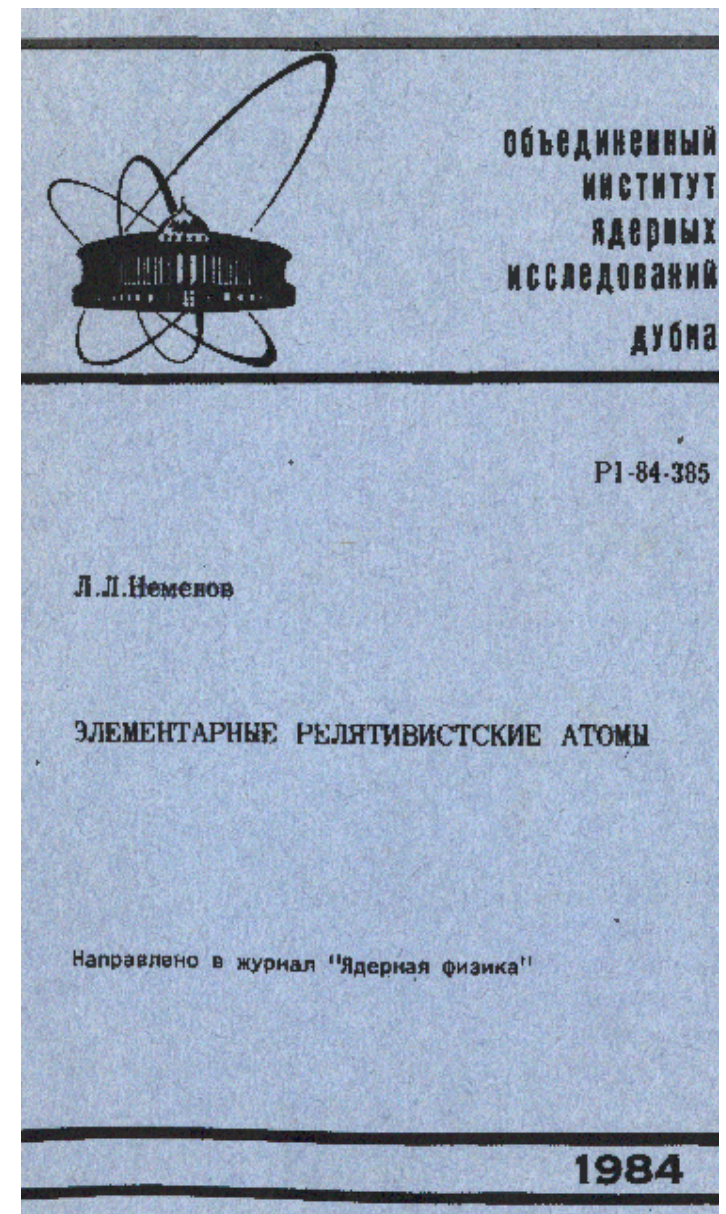 объединенный
институт
ядерных
исследований
дубна
Р1-84-385
Л.Л.Неменов
ЭЛЕМЕНТАРНЫЕ РЕЛЯТИВИСТСКИЕ АТОМЫ
Направлено в журнал "Ядерная физика"
1984